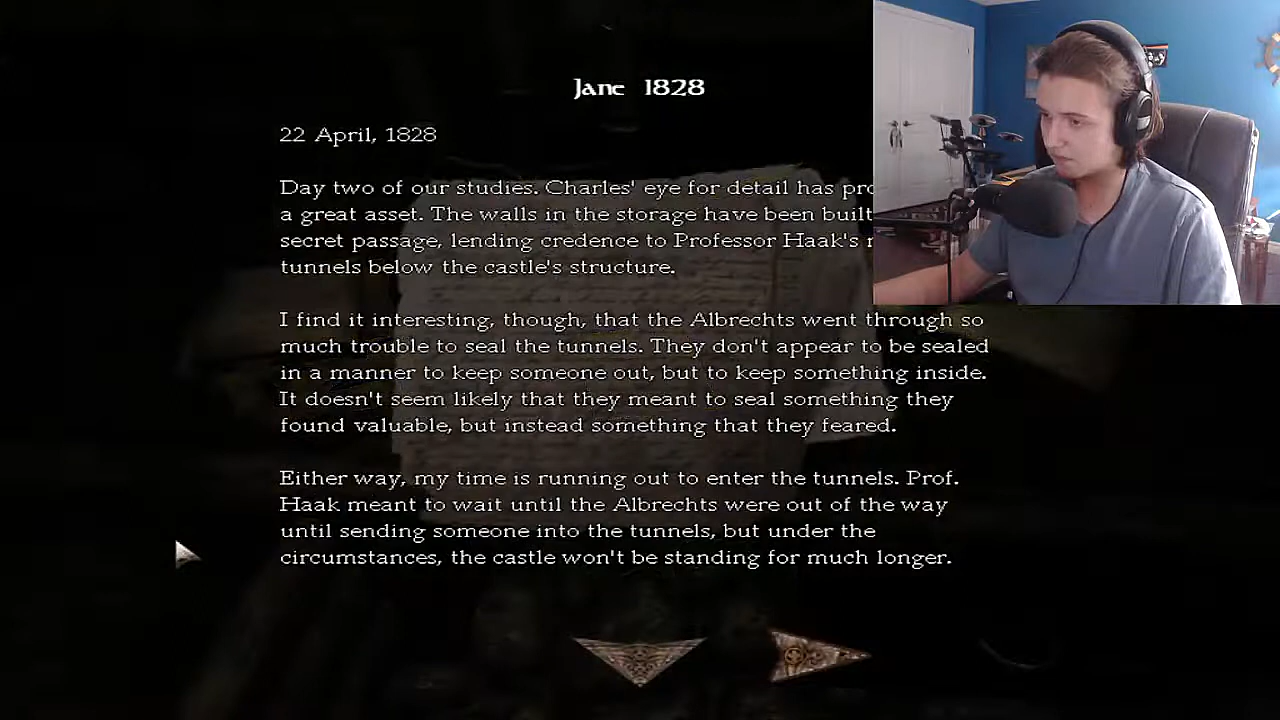 Jane 1828
22 April, 1828
Day two of our studies. Charles' eye for detail has
a great asset. The walls in the storage have been built
secret passage, lending credence to Professor Haak's
tunnels below the castle's structure.
I find it interesting, though, that the Albrechts went through so
much trouble to seal the tunnels. They don't appear to be sealed
in a manner to keep someone out, but to keep something inside.
It doesn't seem likely that they meant to seal something they
found valuable, but instead something that they feared.
Either way, my time is running out to enter the tunnels. Prof.
Haak meant to wait until the Albrechts were out of the way
until sending someone into the tunnels, but under the
circumstances, the castle won't be standing for much longer.